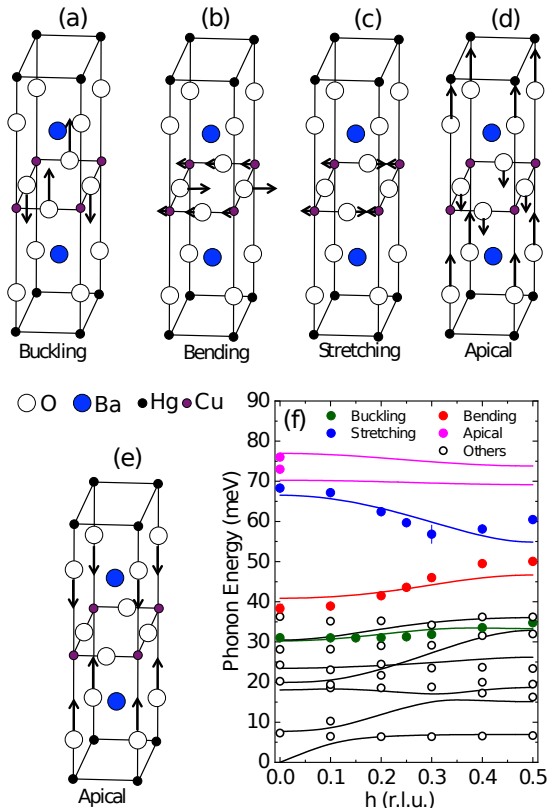 (a) (b) (c) (d)
Buckling Bending Stretching Apical
O Ba Hg Cu
(e)
Apical
(f)
Buckling Bending
Stretching Apical
Others
Phonon Energy (meV)
90
80
70
60
50
40
30
20
10
0
0.0 0.1 0.2 0.3 0.4 0.5
h (r.l.u.)